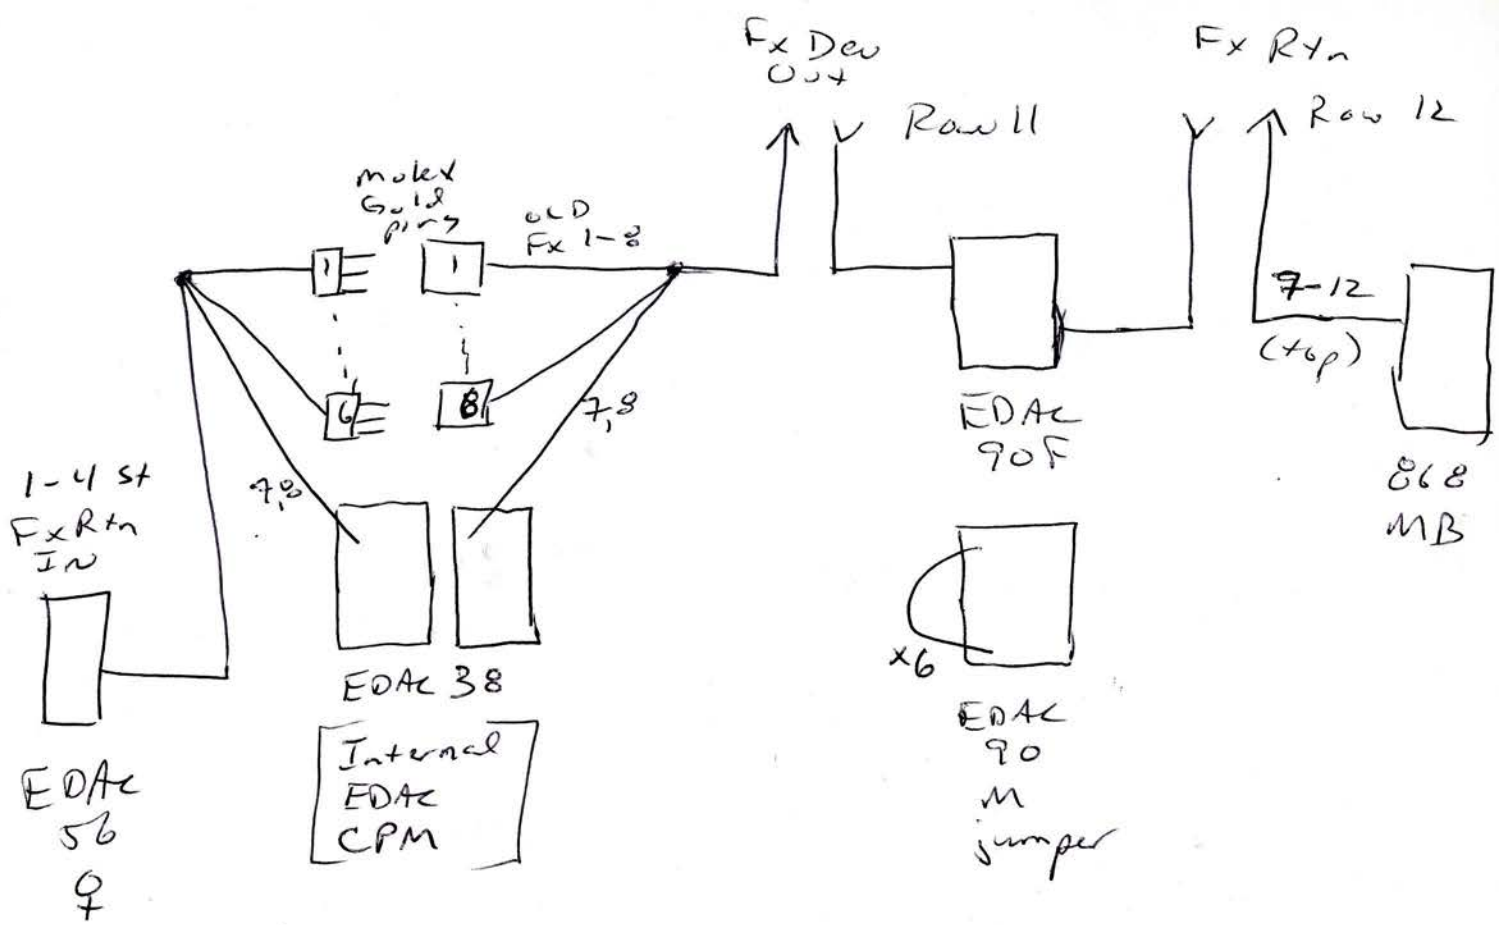 Fx Dev
Out
Row 11
Fx Rtn
Row 12
molex
Gold
pins
OLD
Fx 1-8
1
1
6
8
7,8
7,8
1-4 st
Fx Rtn
IN
EDAC
56
♀
EDAC 38
Internal
EDAC
CPM
EDAC
90F
x6
EDAC
90
M
jumper
7-12
(top)
868
MB